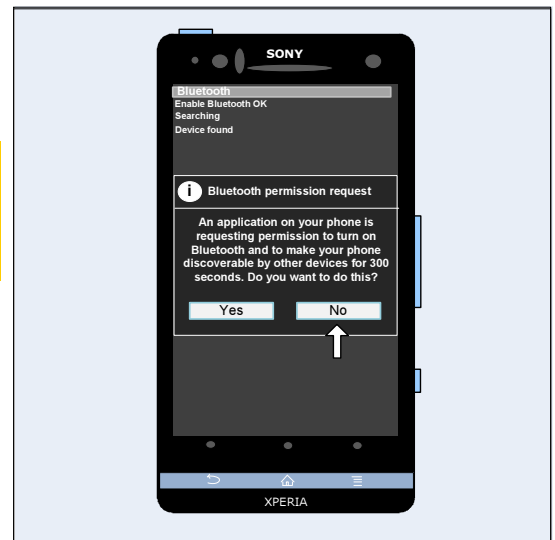 SONY
Bluetooth
Enable Bluetooth OK
Searching
Device found
i Bluetooth permission request
An application on your phone is
requesting permission to turn on
Bluetooth and to make your phone
discoverable by other devices for 300
seconds. Do you want to do this?
Yes No
XPERIA